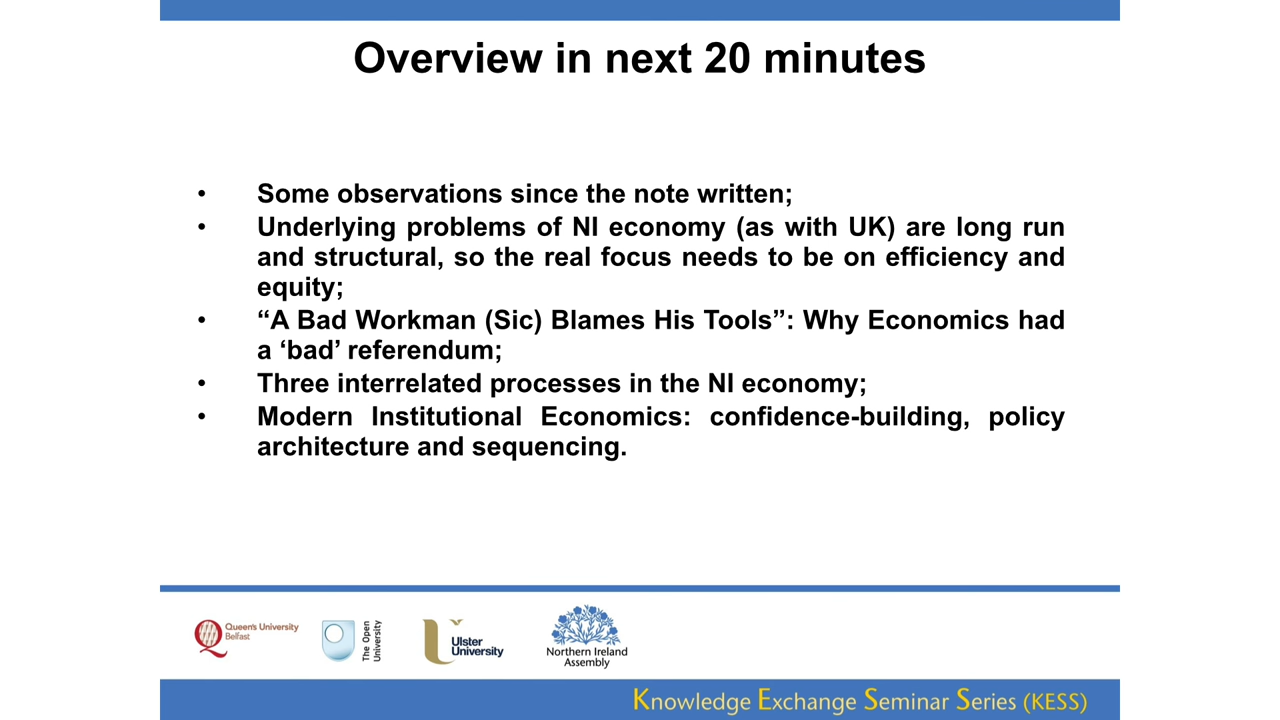 Overview in next 20 minutes
• Some observations since the note written;
• Underlying problems of NI economy (as with UK) are long run
and structural, so the real focus needs to be on efficiency and
equity;
• “A Bad Workman (Sic) Blames His Tools”: Why Economics had
a ‘bad’ referendum;
• Three interrelated processes in the NI economy;
• Modern Institutional Economics: confidence-building, policy
architecture and sequencing.
Queen's University
Belfast
The Open
University
Ulster
University
Northern Ireland
Assembly
Knowledge Exchange Seminar Series (KESS)